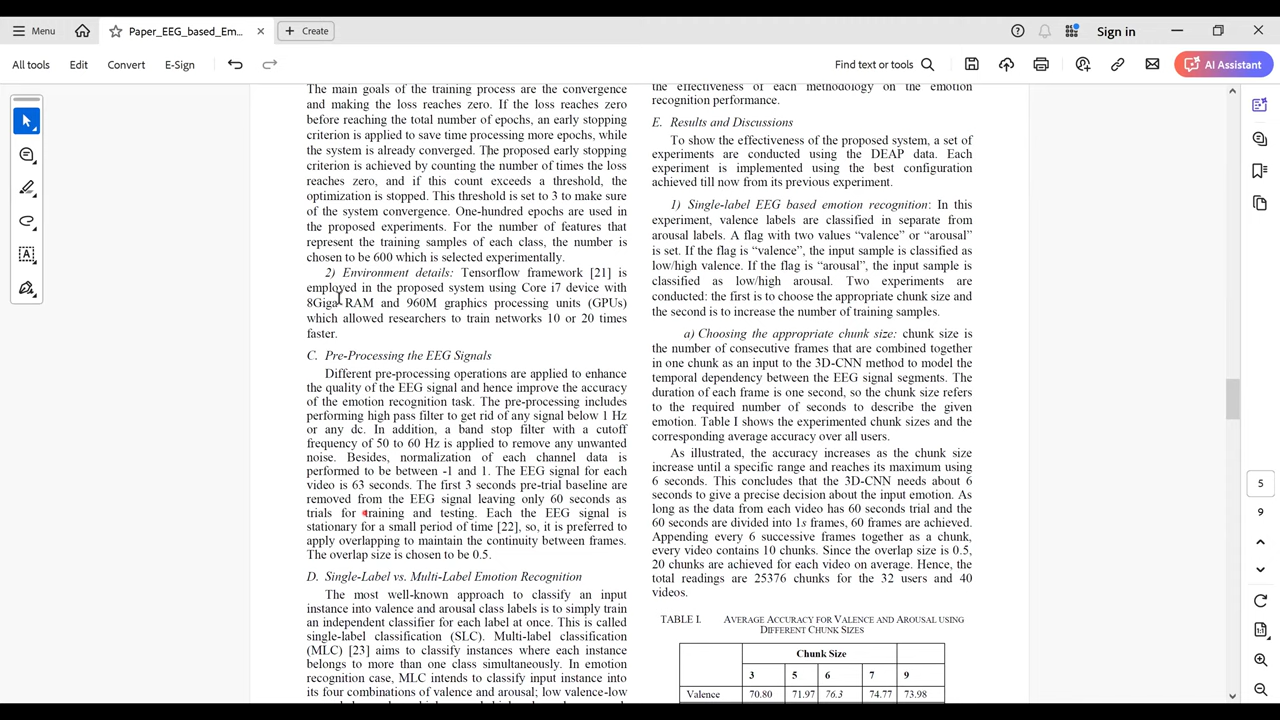 Menu
Paper_EEG_based_Em...
Create
Sign in
All tools
Edit
Convert
E-Sign
Find text or tools
AI Assistant
The main goals of the training process are the convergence
and making the loss reaches zero. If the loss reaches zero
before reaching the total number of epochs, an early stopping
criterion is applied to save time processing more epochs, while
the system is already converged. The proposed early stopping
criterion is achieved by counting the number of times the loss
reaches zero, and if this count exceeds a threshold, the
optimization is stopped. This threshold is set to 3 to make sure
of the system convergence. One-hundred epochs are used in
the proposed experiments. For the number of features that
represent the training samples of each class, the number is
chosen to be 600 which is selected experimentally.
2) Environment details: Tensorflow framework [21] is
employed in the proposed system using Core i7 device with
8Giga RAM and 960M graphics processing units (GPUs)
which allowed researchers to train networks 10 or 20 times
faster.
C. Pre-Processing the EEG Signals
Different pre-processing operations are applied to enhance
the quality of the EEG signal and hence improve the accuracy
of the emotion recognition task. The pre-processing includes
performing high pass filter to get rid of any signal below 1 Hz
or any dc. In addition, a band stop filter with a cutoff
frequency of 50 to 60 Hz is applied to remove any unwanted
noise. Besides, normalization of each channel data is
performed to be between -1 and 1. The EEG signal for each
video is 63 seconds. The first 3 seconds pre-trial baseline are
removed from the EEG signal leaving only 60 seconds as
trials for training and testing. Each the EEG signal is
stationary for a small period of time [22], so, it is preferred to
apply overlapping to maintain the continuity between frames.
The overlap size is chosen to be 0.5.
D. Single-Label vs. Multi-Label Emotion Recognition
The most well-known approach to classify an input
instance into valence and arousal class labels is to simply train
an independent classifier for each label at once. This is called
single-label classification (SLC). Multi-label classification
(MLC) [23] aims to classify instances where each instance
belongs to more than one class simultaneously. In emotion
recognition case, MLC intends to classify input instance into
its four combinations of valence and arousal; low valence-low
the effectiveness of each methodology on the emotion
recognition performance.
E. Results and Discussions
To show the effectiveness of the proposed system, a set of
experiments are conducted using the DEAP data. Each
experiment is implemented using the best configuration
achieved till now from its previous experiment.
1) Single-label EEG based emotion recognition: In this
experiment, valence labels are classified in separate from
arousal labels. A flag with two values “valence” or “arousal”
is set. If the flag is “valence”, the input sample is classified as
low/high valence. If the flag is “arousal”, the input sample is
classified as low/high arousal. Two experiments are
conducted: the first is to choose the appropriate chunk size and
the second is to increase the number of training samples.
a) Choosing the appropriate chunk size: chunk size is
the number of consecutive frames that are combined together
in one chunk as an input to the 3D-CNN method to model the
temporal dependency between the EEG signal segments. The
duration of each frame is one second, so the chunk size refers
to the required number of seconds to describe the given
emotion. Table I shows the experimented chunk sizes and the
corresponding average accuracy over all users.
As illustrated, the accuracy increases as the chunk size
increase until a specific range and reaches its maximum using
6 seconds. This concludes that the 3D-CNN needs about 6
seconds to give a precise decision about the input emotion. As
long as the data from each video has 60 seconds trial and the
60 seconds are divided into 1s frames, 60 frames are achieved.
Appending every 6 successive frames together as a chunk,
every video contains 10 chunks. Since the overlap size is 0.5,
20 chunks are achieved for each video on average. Hence, the
total readings are 25376 chunks for the 32 users and 40
videos.
TABLE I. AVERAGE ACCURACY FOR VALENCE AND AROUSAL USING
DIFFERENT CHUNK SIZES
Chunk Size
3 5 6 7 9
Valence 70.80 71.97 76.3 74.77 73.98
5
9